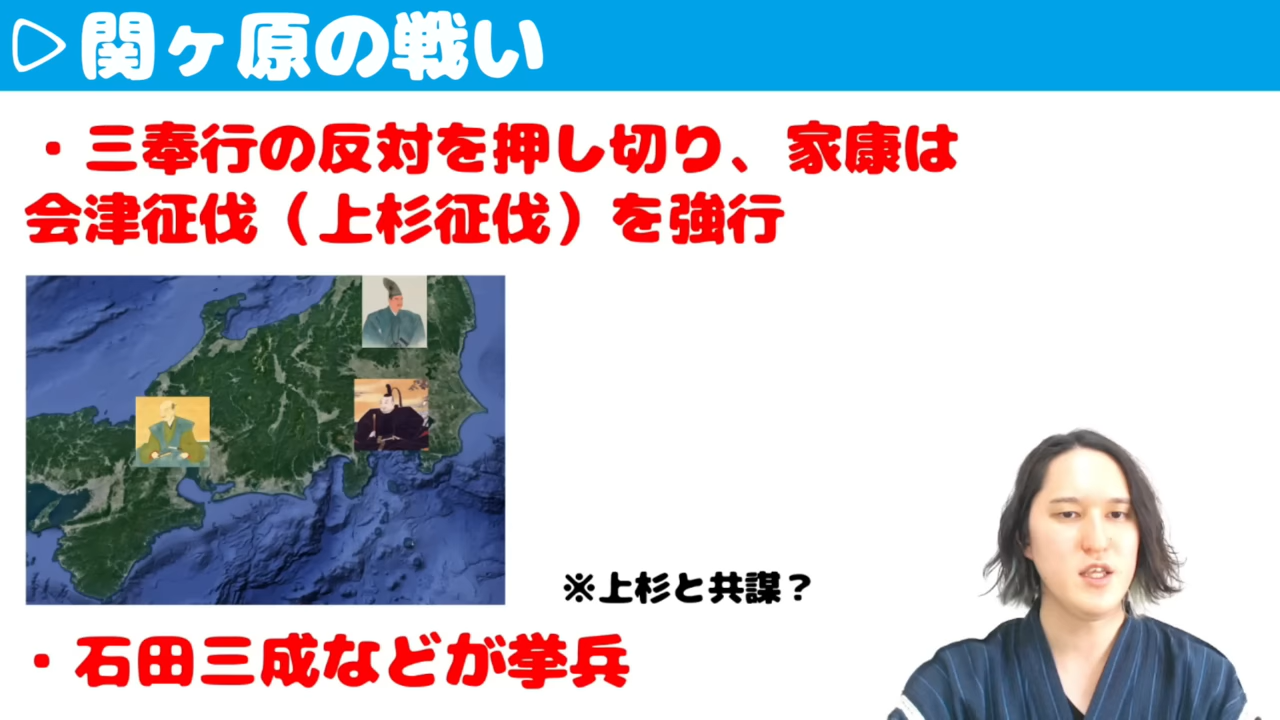 ▷関ヶ原の戦い
・三奉行の反対を押し切り、家康は
会津征伐（上杉征伐）を強行
※上杉と共謀？
・石田三成などが挙兵